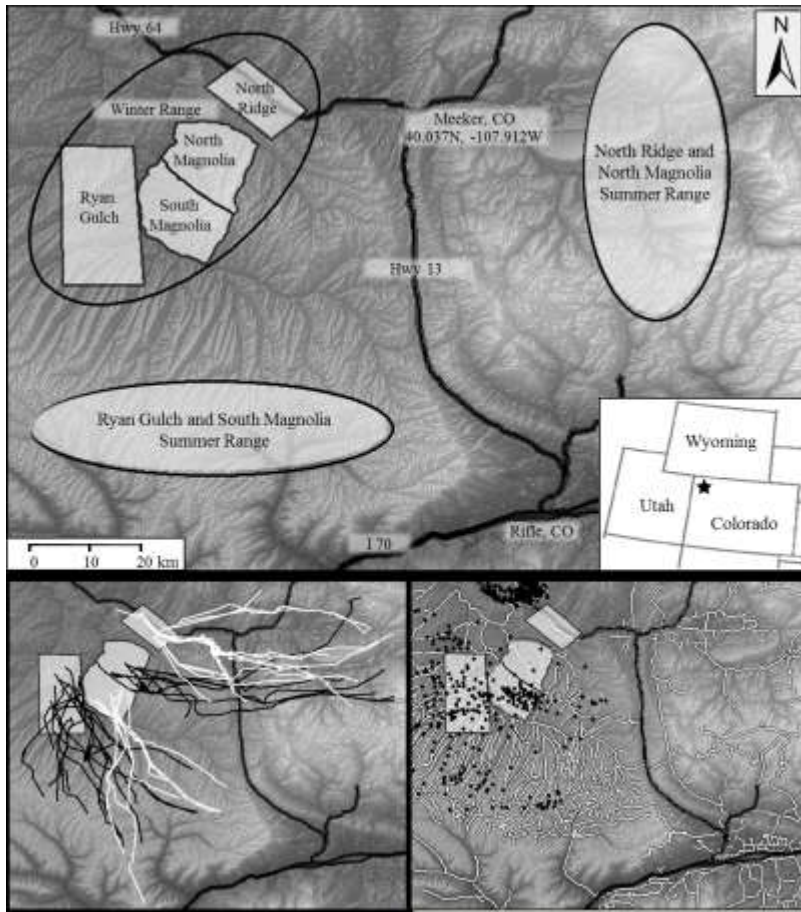 Hwy 64
N
North
Ridge
Winter Range
Meeker, CO
40.037N, -107.912W
North
Magnolia
North Ridge and
North Magnolia
Summer Range
Ryan
Gulch
South
Magnolia
Hwy 13
Ryan Gulch and South Magnolia
Summer Range
Wyoming
Utah
Colorado
I 70
Rifle, CO
0 10 20 km